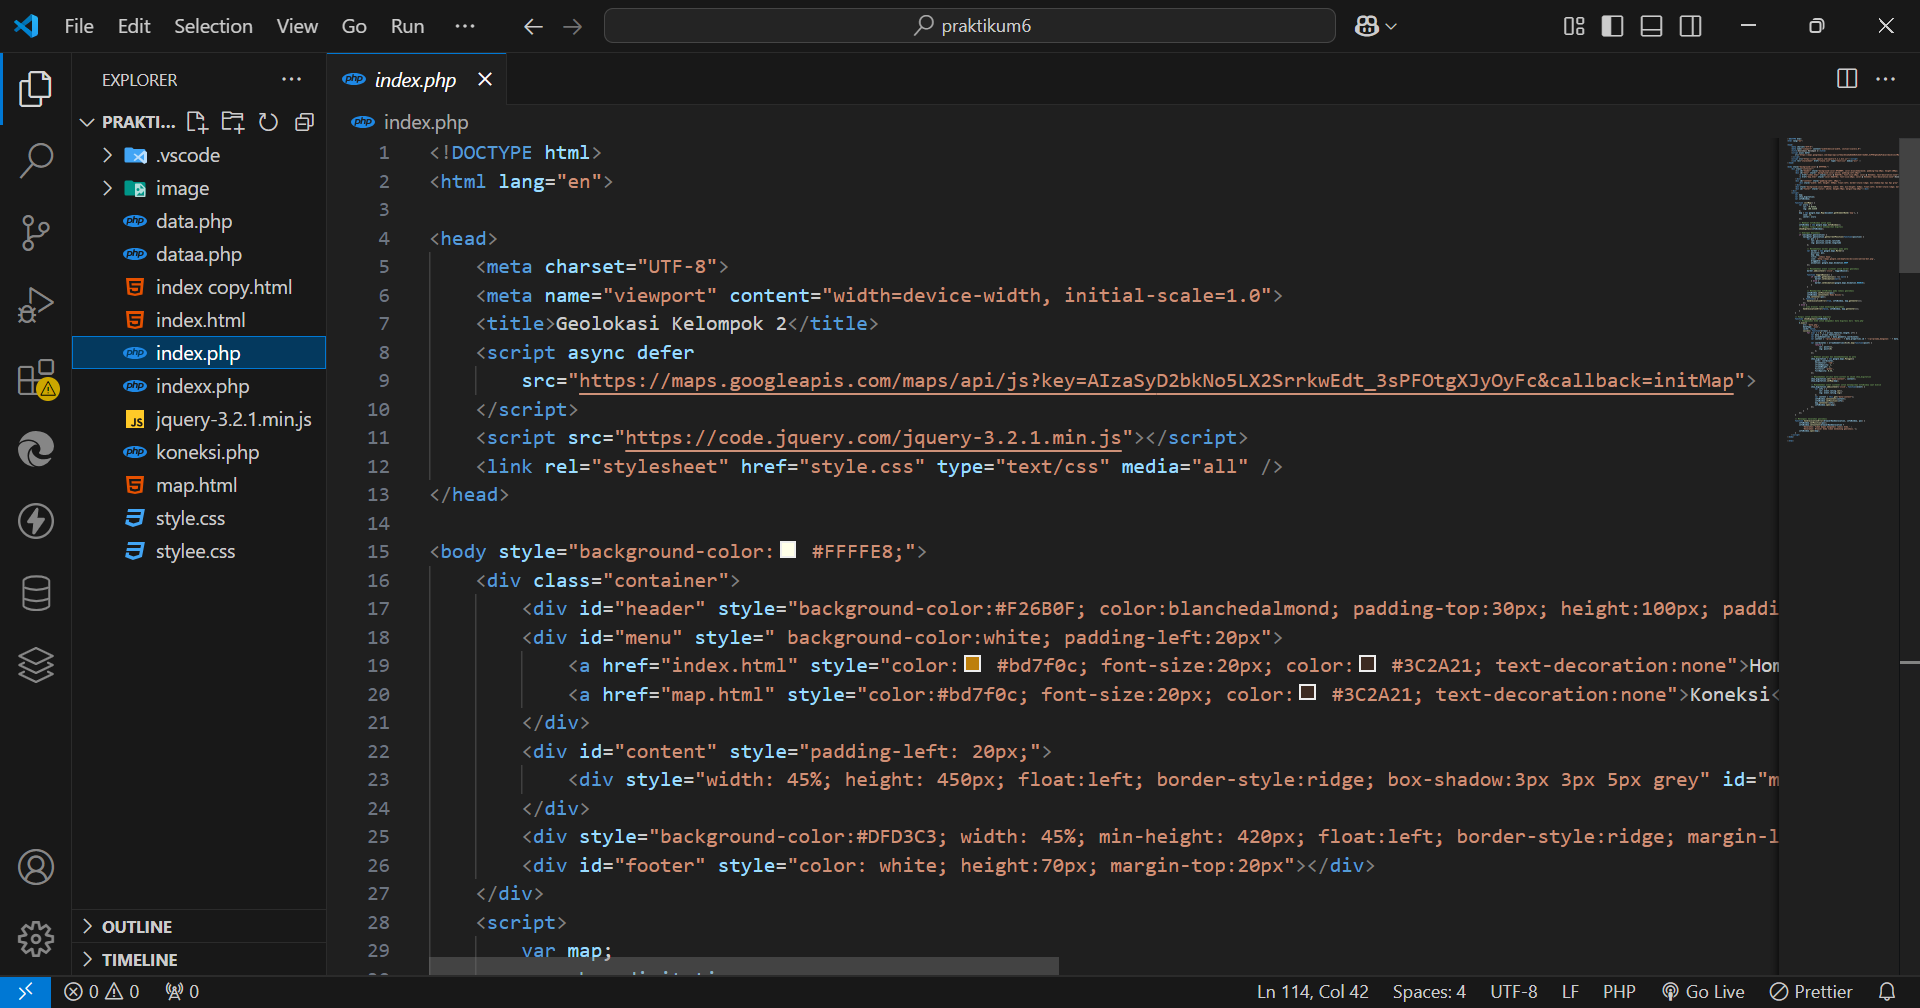 File Edit Selection View Go Run ··· praktikum6
EXPLORER
PRAKTI...
.vscode
image
data.php
dataa.php
index copy.html
index.html
index.php
indexx.php
jquery-3.2.1.min.js
koneksi.php
map.html
style.css
stylee.css
OUTLINE
TIMELINE
index.php
index.php
1 <!DOCTYPE html>
2 <html lang="en">
3
4 <head>
5 <meta charset="UTF-8">
6 <meta name="viewport" content="width=device-width, initial-scale=1.0">
7 <title>Geolokasi Kelompok 2</title>
8 <script async defer
9 src="https://maps.googleapis.com/maps/api/js?key=AIzaSyD2bkNo5LX2SrrkwEdt_3sPFOtgXJyOyFc&callback=initMap">
10 </script>
11 <script src="https://code.jquery.com/jquery-3.2.1.min.js"></script>
12 <link rel="stylesheet" href="style.css" type="text/css" media="all" />
13 </head>
14
15 <body style="background-color: #FFFFE8;">
16 <div class="container">
17 <div id="header" style="background-color:#F26B0F; color:blanchedalmond; padding-top:30px; height:100px; paddi
18 <div id="menu" style=" background-color:white; padding-left:20px">
19 <a href="index.html" style="color: #bd7f0c; font-size:20px; color: #3C2A21; text-decoration:none">Hom
20 <a href="map.html" style="color:#bd7f0c; font-size:20px; color: #3C2A21; text-decoration:none">Koneksi<
21 </div>
22 <div id="content" style="padding-left: 20px;">
23 <div style="width: 45%; height: 450px; float:left; border-style:ridge; box-shadow:3px 3px 5px grey" id="m
24 </div>
25 <div style="background-color:#DFD3C3; width: 45%; min-height: 420px; float:left; border-style:ridge; margin-l
26 <div id="footer" style="color: white; height:70px; margin-top:20px"></div>
27 </div>
28 <script>
29 var map;
0 0 0 Ln 114, Col 42 Spaces: 4 UTF-8 LF PHP Go Live Prettier